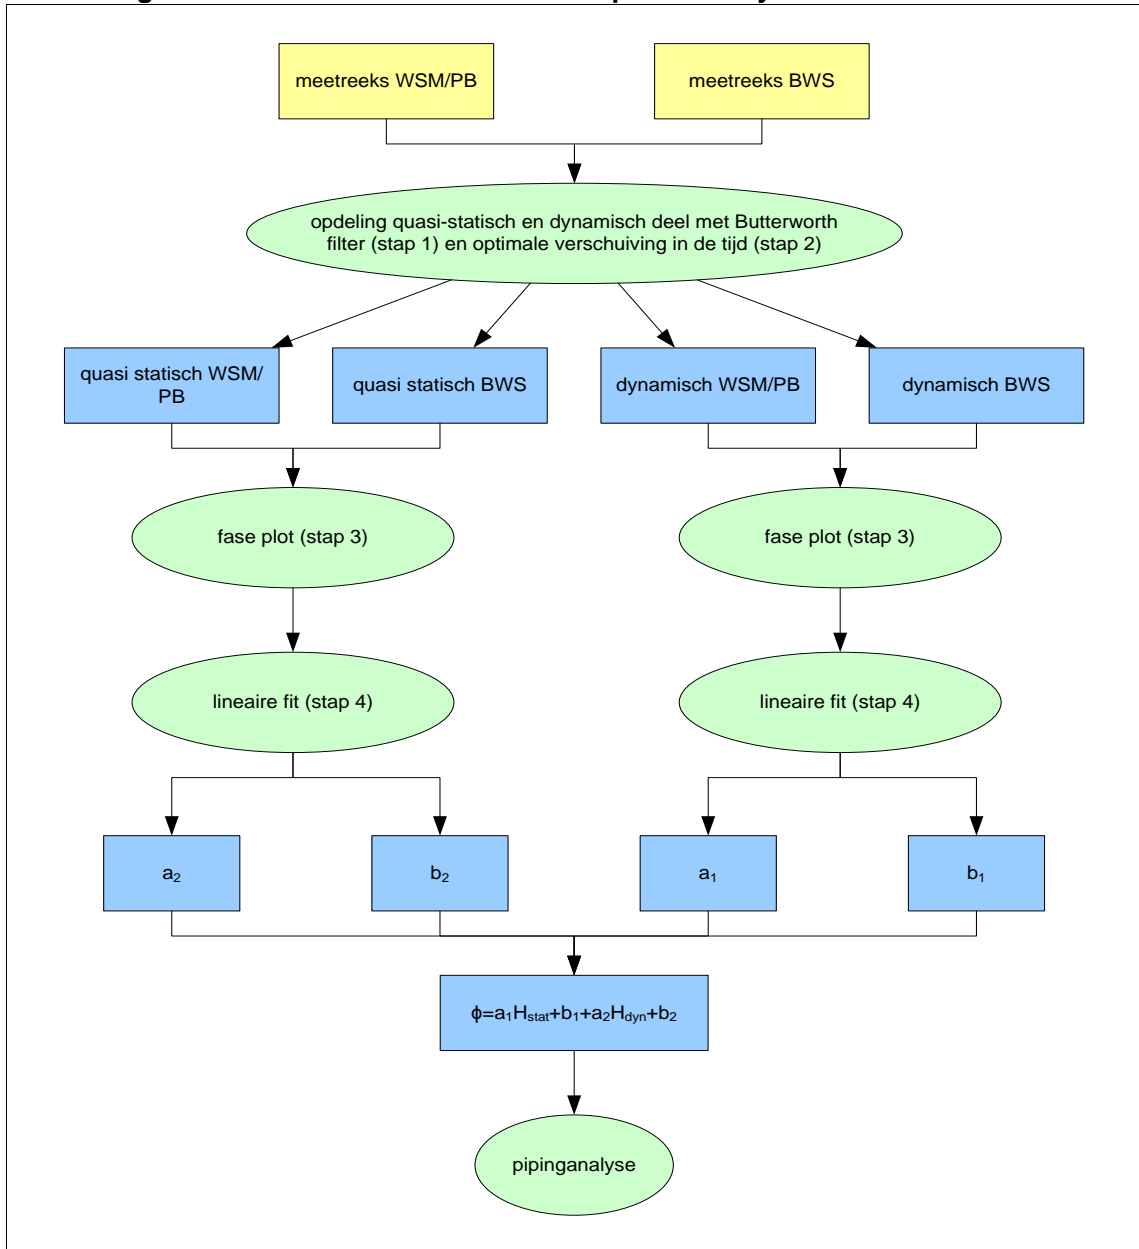 meetreeks WSM/PB
meetreeks BWS
opdeling quasi-statisch en dynamisch deel met Butterworth
filter (stap 1) en optimale verschuiving in de tijd (stap 2)
quasi statisch WSM/
PB
quasi statisch BWS
dynamisch WSM/PB
dynamisch BWS
fase plot (stap 3)
fase plot (stap 3)
lineaire fit (stap 4)
lineaire fit (stap 4)
a₂
b₂
a₁
b₁
ϕ=a₁Hstat+b₁+a₂Hdyn+b₂
pipinganalyse